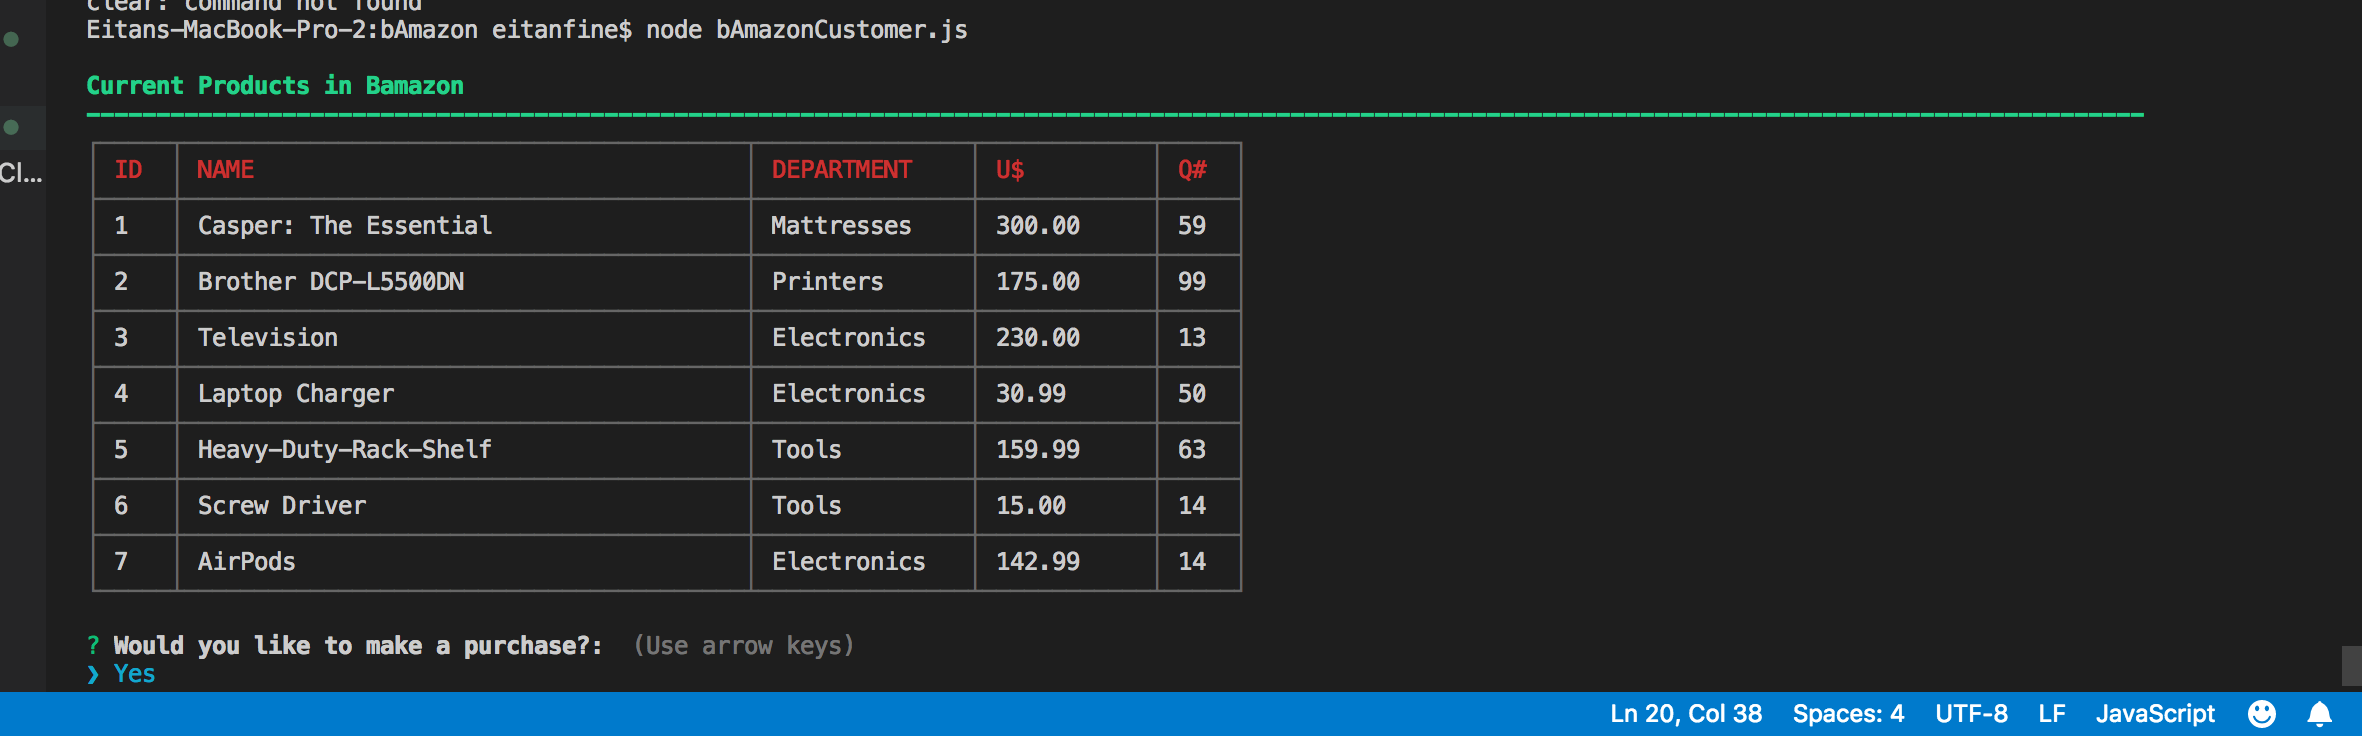 clear: command not found
Eitans-MacBook-Pro-2:bAmazon eitanfine$ node bAmazonCustomer.js
Current Products in Bamazon
---------------------------------------------------------------------------------------------------------------------------------------------------
ID NAME DEPARTMENT U$ Q#
1 Casper: The Essential Mattresses 300.00 59
2 Brother DCP-L5500DN Printers 175.00 99
3 Television Electronics 230.00 13
4 Laptop Charger Electronics 30.99 50
5 Heavy-Duty-Rack-Shelf Tools 159.99 63
6 Screw Driver Tools 15.00 14
7 AirPods Electronics 142.99 14
? Would you like to make a purchase?: (Use arrow keys)
❯ Yes
Cl...
Ln 20, Col 38 Spaces: 4 UTF-8 LF JavaScript